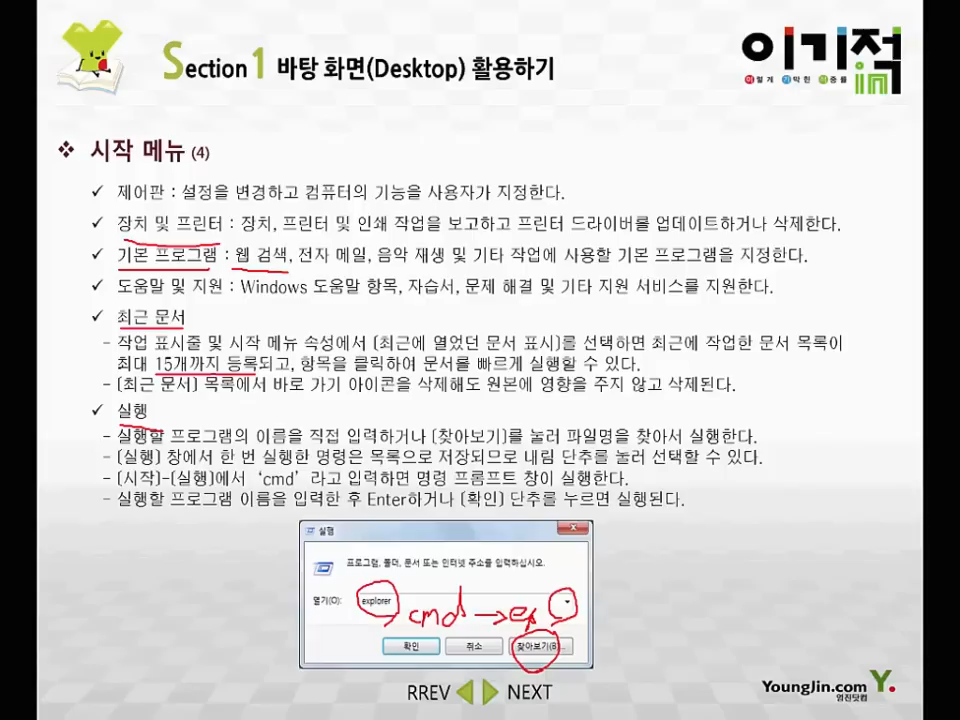 Section 1 바탕 화면(Desktop) 활용하기
이기적in
이렇게 기막힌 적중률
❖ 시작 메뉴 (4)
✓ 제어판 : 설정을 변경하고 컴퓨터의 기능을 사용자가 지정한다.
✓ 장치 및 프린터 : 장치, 프린터 및 인쇄 작업을 보고하고 프린터 드라이버를 업데이트하거나 삭제한다.
✓ 기본 프로그램 : 웹 검색, 전자 메일, 음악 재생 및 기타 작업에 사용할 기본 프로그램을 지정한다.
✓ 도움말 및 지원 : Windows 도움말 항목, 자습서, 문제 해결 및 기타 지원 서비스를 지원한다.
✓ 최근 문서
- 작업 표시줄 및 시작 메뉴 속성에서 [최근에 열었던 문서 표시]를 선택하면 최근에 작업한 문서 목록이
최대 15개까지 등록되고, 항목을 클릭하여 문서를 빠르게 실행할 수 있다.
- [최근 문서] 목록에서 바로 가기 아이콘을 삭제해도 원본에 영향을 주지 않고 삭제된다.
✓ 실행
- 실행할 프로그램의 이름을 직접 입력하거나 [찾아보기]를 눌러 파일명을 찾아서 실행한다.
- [실행] 창에서 한 번 실행한 명령은 목록으로 저장되므로 내림 단추를 눌러 선택할 수 있다.
- [시작]-[실행]에서 ‘cmd’라고 입력하면 명령 프롬프트 창이 실행한다.
- 실행할 프로그램 이름을 입력한 후 Enter하거나 [확인] 단추를 누르면 실행된다.
실행
프로그램, 폴더, 문서 또는 인터넷 주소를 입력하십시오.
열기(O): explorer
cmd → ex
확인 취소 찾아보기(B)...
RREV NEXT
YoungJin.com Y.
영진닷컴